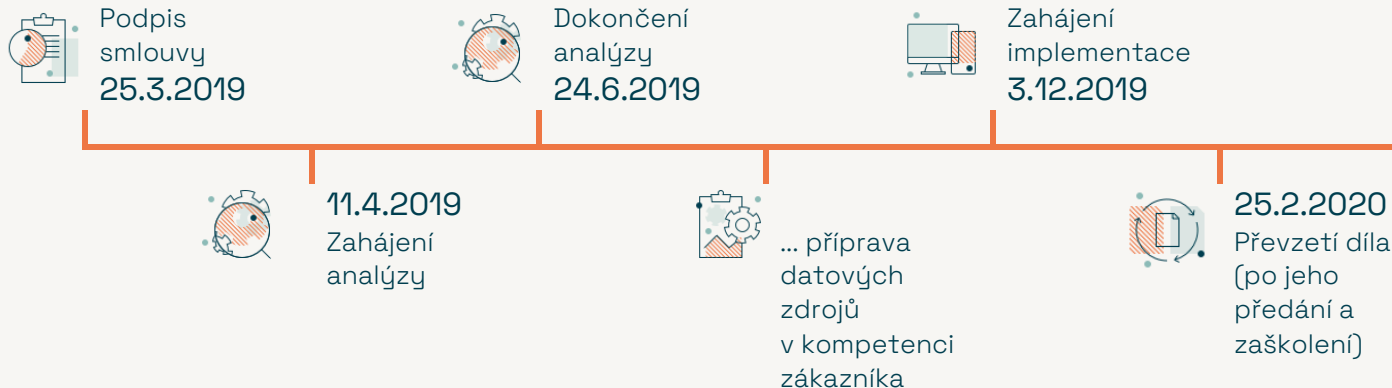 Podpis
smlouvy
25.3.2019
11.4.2019
Zahájení
analýzy
Dokončení
analýzy
24.6.2019
... příprava
datových
zdrojů
v kompetenci
zákazníka
Zahájení
implementace
3.12.2019
25.2.2020
Převzetí díla
(po jeho
předání a
zaškolení)